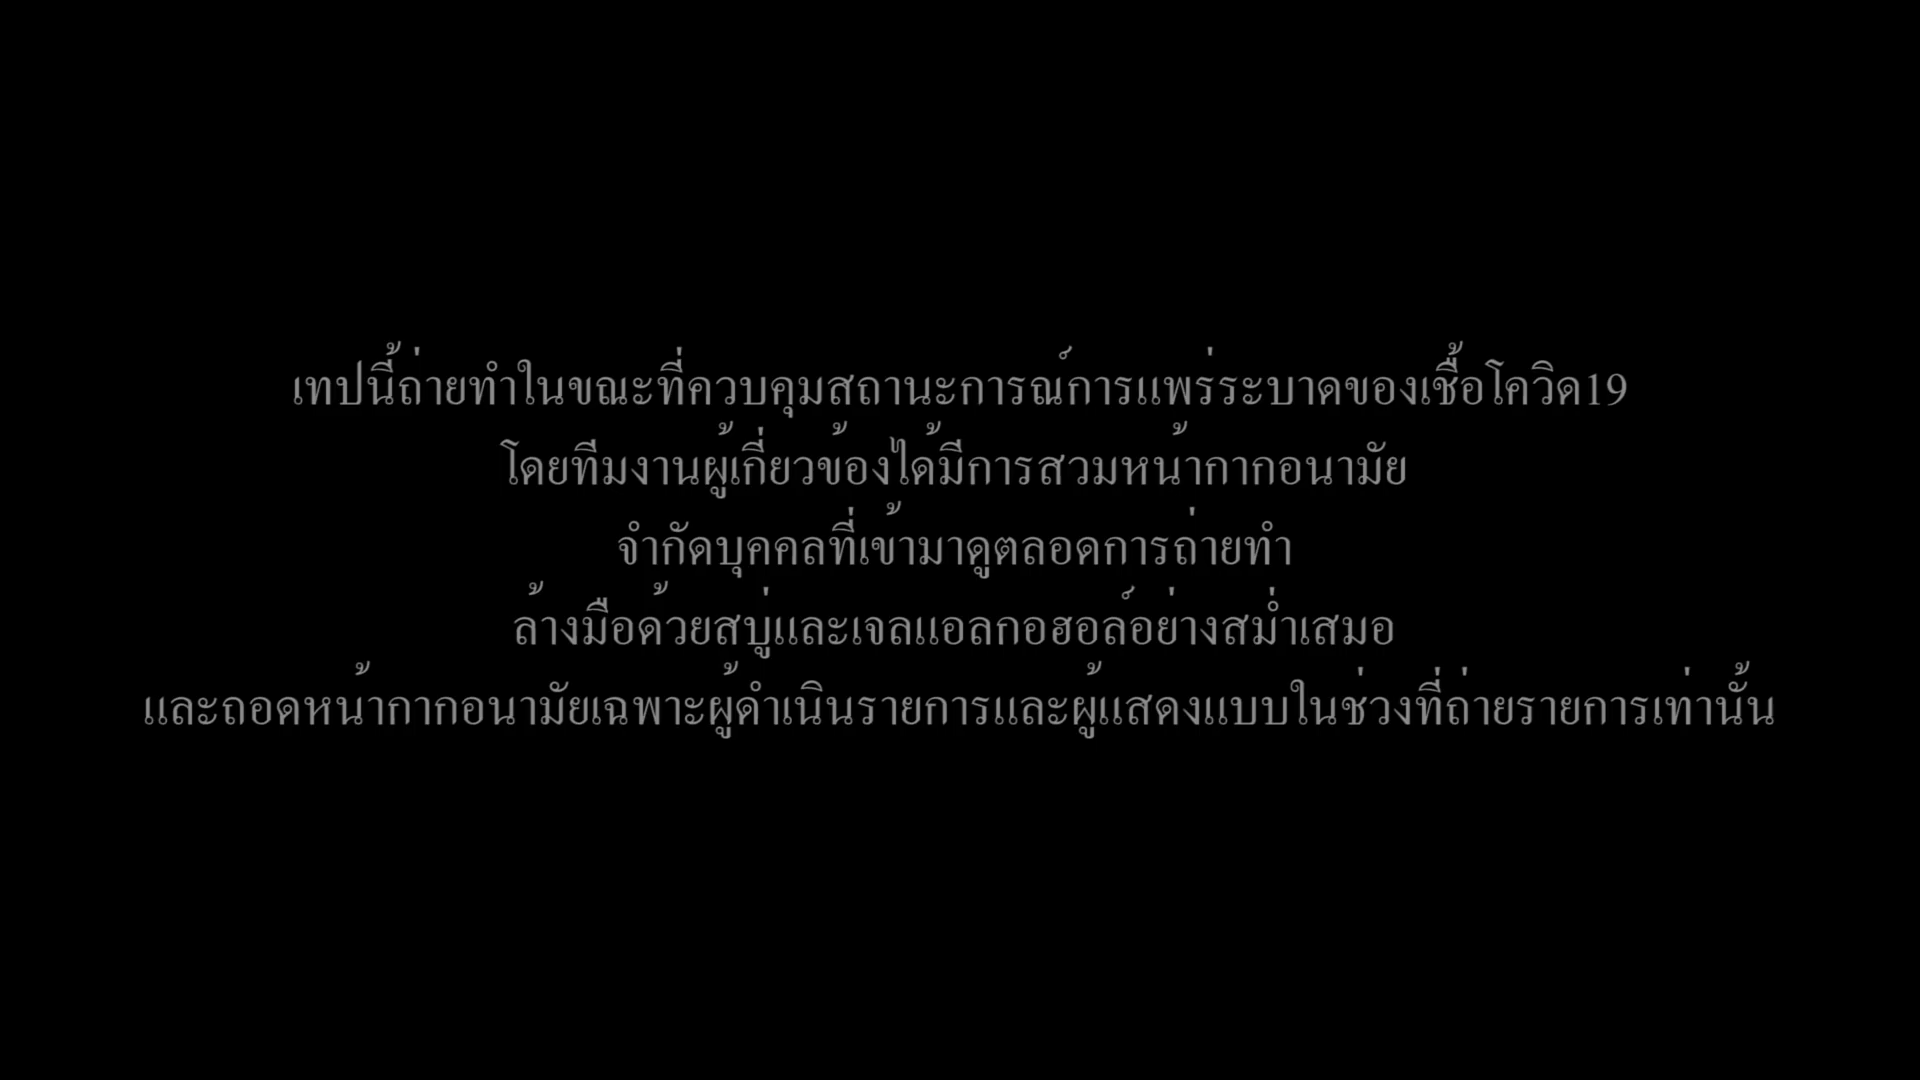 เทปนี้ถ่ายทำในขณะที่ควบคุมสถานะการณ์การแพร่ระบาดของเชื้อโควิด19
โดยทีมงานผู้เกี่ยวข้องได้มีการสวมหน้ากากอนามัย
จำกัดบุคคลที่เข้ามาดูตลอดการถ่ายทำ
ล้างมือด้วยสบู่และเจลแอลกอฮอล์อย่างสม่ำเสมอ
และถอดหน้ากากอนามัยเฉพาะผู้ดำเนินรายการและผู้แสดงแบบในช่วงที่ถ่ายรายการเท่านั้น